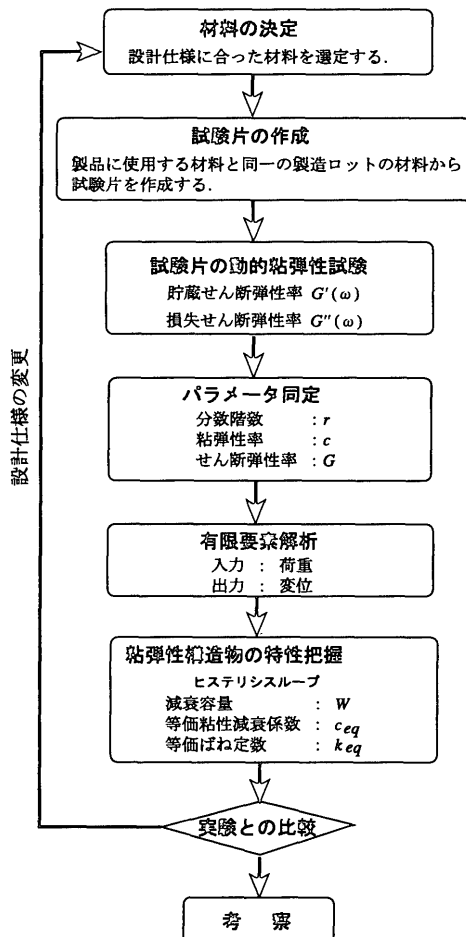 材料の決定
設計仕様に合った材料を選定する.
試験片の作成
製品に使用する材料と同一の製造ロットの材料から
試験片を作成する.
試験片の動的粘弾性試験
貯蔵せん断弾性率 G'(ω)
損失せん断弾性率 G''(ω)
パラメータ同定
分数階数 : r
粘弾性率 : c
せん断弾性率 : G
有限要素解析
入力 : 荷重
出力 : 変位
粘弾性構造物の特性把握
ヒステリシスループ
減衰容量 : W
等価粘性減衰係数 : ceq
等価ばね定数 : keq
実験との比較
考 察
設計仕様の変更